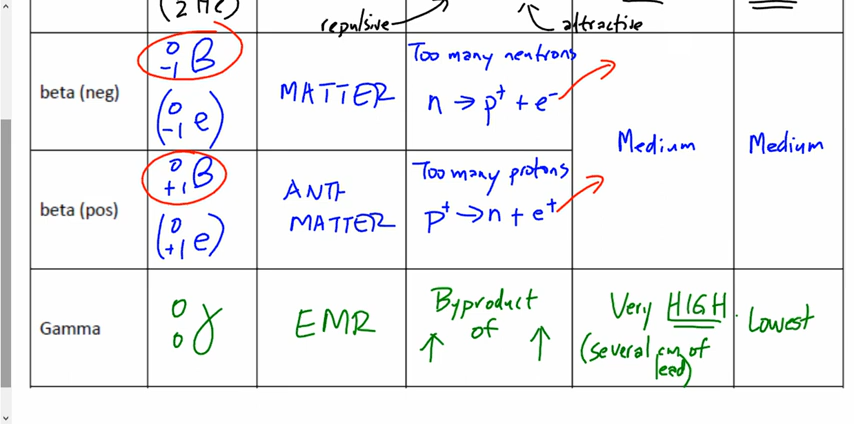 (2 He)
repulsive
attractive
beta (neg)
0
-1 B
(0
-1 e)
MATTER
Too many neutrons
n → p+ + e-
Medium
Medium
beta (pos)
0
+1 B
(0
+1 e)
ANTI
MATTER
Too many protons
p+ → n + e+
Gamma
0
0 γ
EMR
Byproduct
↑ of ↑
Very HIGH.
(several cm of
lead)
Lowest